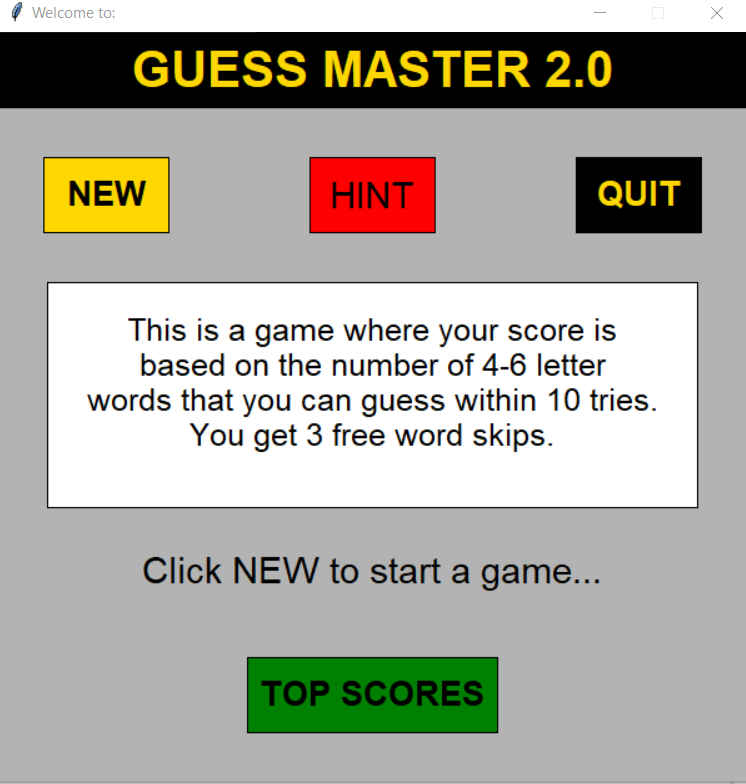 Welcome to:
GUESS MASTER 2.0
NEW HINT QUIT
This is a game where your score is
based on the number of 4-6 letter
words that you can guess within 10 tries.
You get 3 free word skips.
Click NEW to start a game...
TOP SCORES